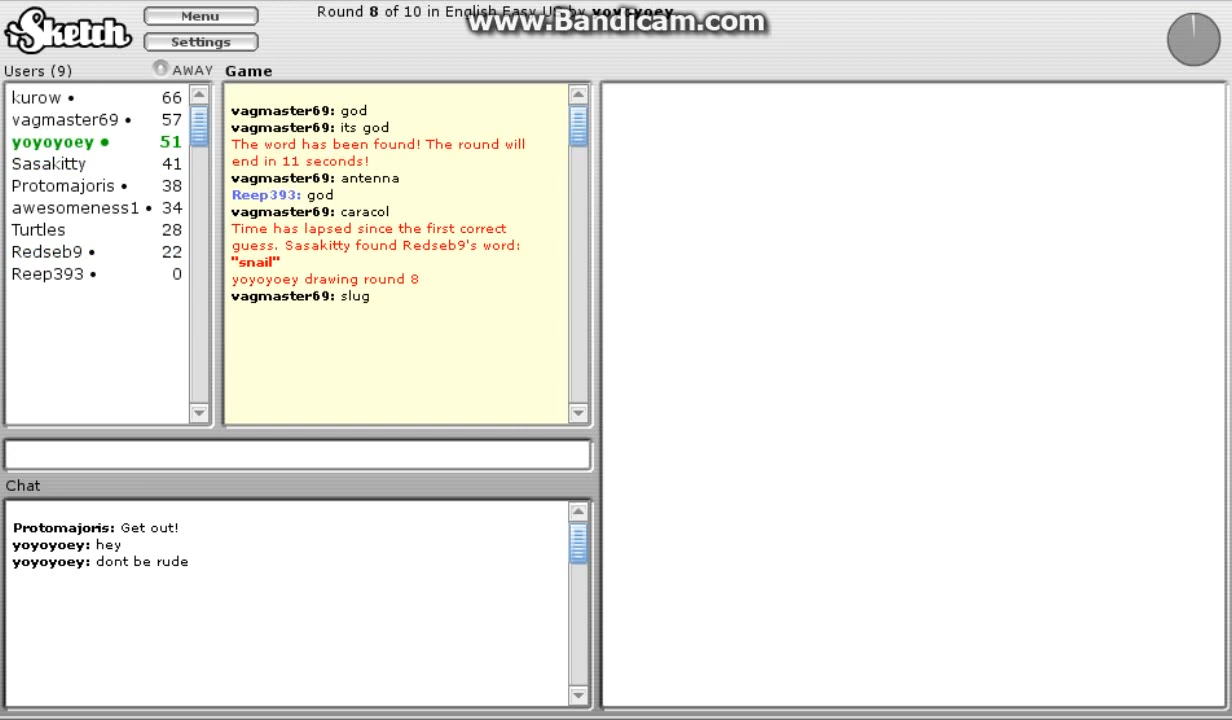 iSketch
Menu
Settings
Round 8 of 10 in English Easy US by yoyoyoey
www.Bandicam.com
Users (9)
AWAY
kurow • 66
vagmaster69 • 57
yoyoyoey • 51
Sasakitty 41
Protomajoris • 38
awesomeness1 • 34
Turtles 28
Redseb9 • 22
Reep393 • 0
Game
vagmaster69: god
vagmaster69: its god
The word has been found! The round will
end in 11 seconds!
vagmaster69: antenna
Reep393: god
vagmaster69: caracol
Time has lapsed since the first correct
guess. Sasakitty found Redseb9's word:
"snail"
yoyoyoey drawing round 8
vagmaster69: slug
Chat
Protomajoris: Get out!
yoyoyoey: hey
yoyoyoey: dont be rude